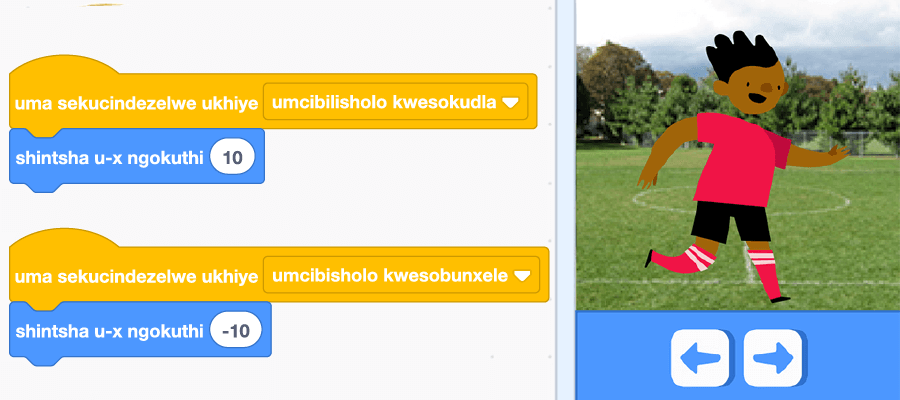 uma sekucindezelwe ukhiye umcibilisholo kwesokudla
shintsha u-x ngokuthi 10
uma sekucindezelwe ukhiye umcibisholo kwesobunxele
shintsha u-x ngokuthi -10